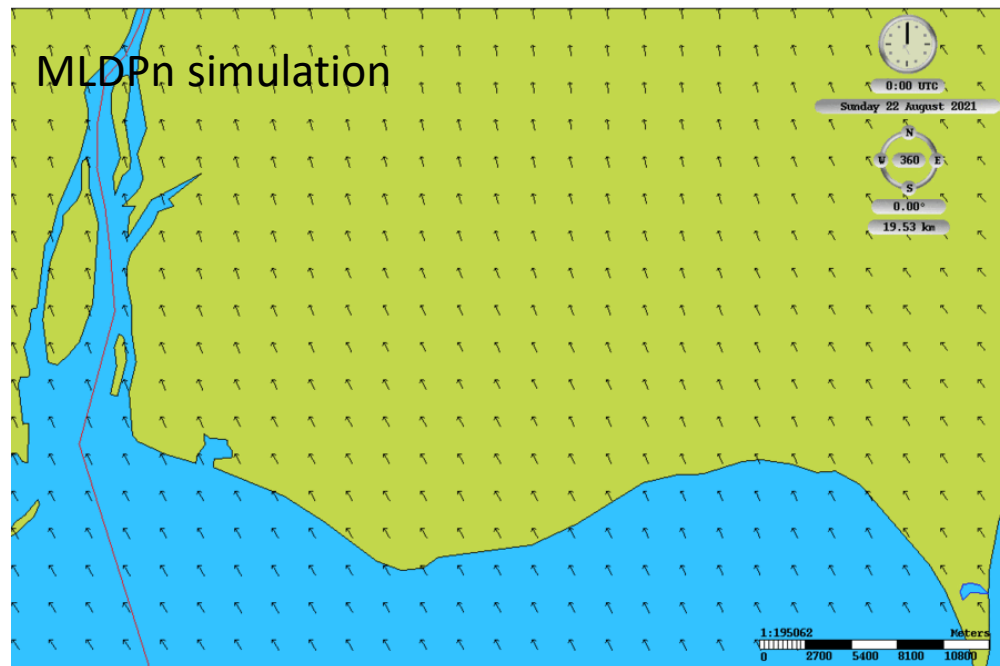 MLDPn simulation
0:00 UTC
Sunday 22 August 2021
N
W 360 E
S
0.00°
19.53 km
1:195062 Meters
0 2700 5400 8100 10800